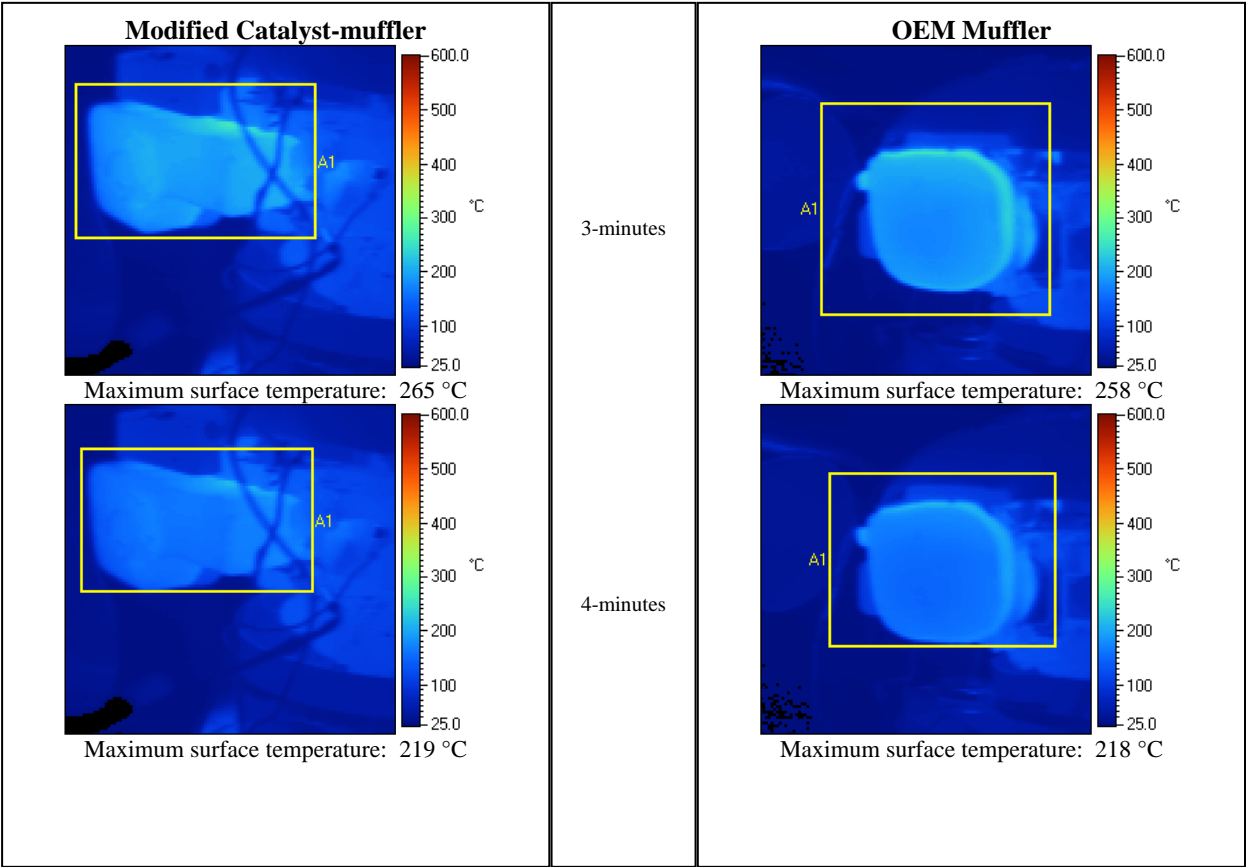 Modified Catalyst-muffler
OEM Muffler
600.0
500
400
°C
300
200
100
25.0
A1
3-minutes
600.0
500
400
°C
300
200
100
25.0
A1
Maximum surface temperature: 265 °C
Maximum surface temperature: 258 °C
600.0
500
400
°C
300
200
100
25.0
A1
4-minutes
600.0
500
400
°C
300
200
100
25.0
A1
Maximum surface temperature: 219 °C
Maximum surface temperature: 218 °C